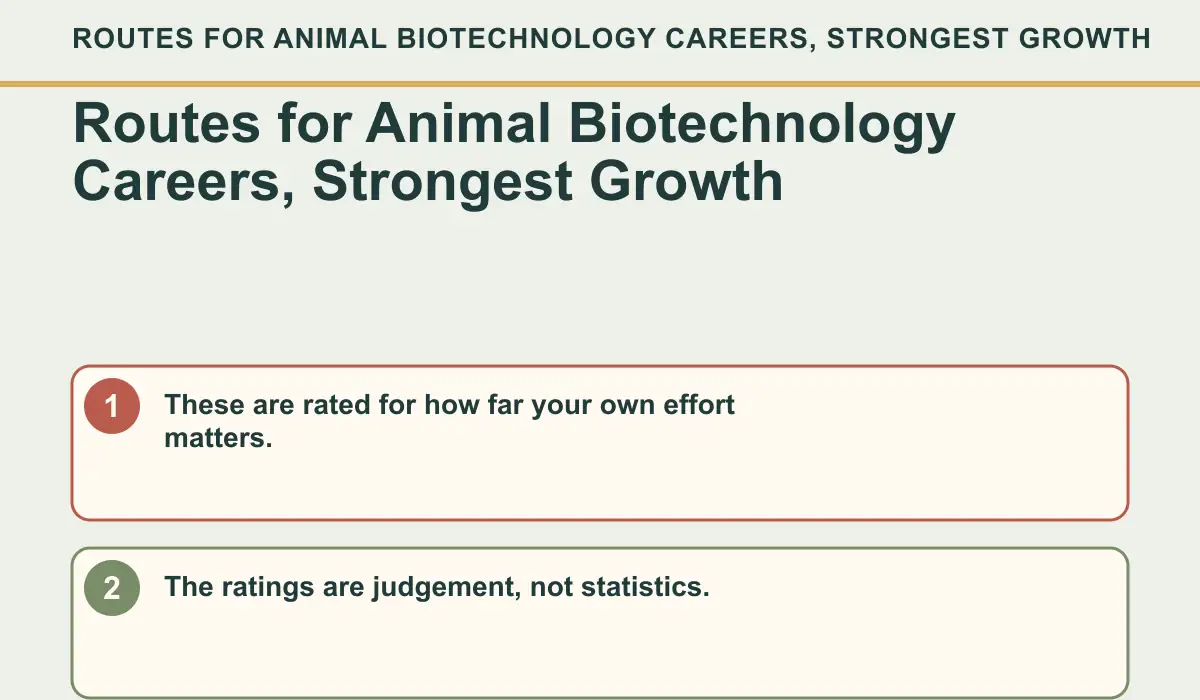 ROUTES FOR ANIMAL BIOTECHNOLOGY CAREERS, STRONGEST GROWTH
Routes for Animal Biotechnology
Careers, Strongest Growth
1
These are rated for how far your own effort
matters.
2
The ratings are judgement, not statistics.